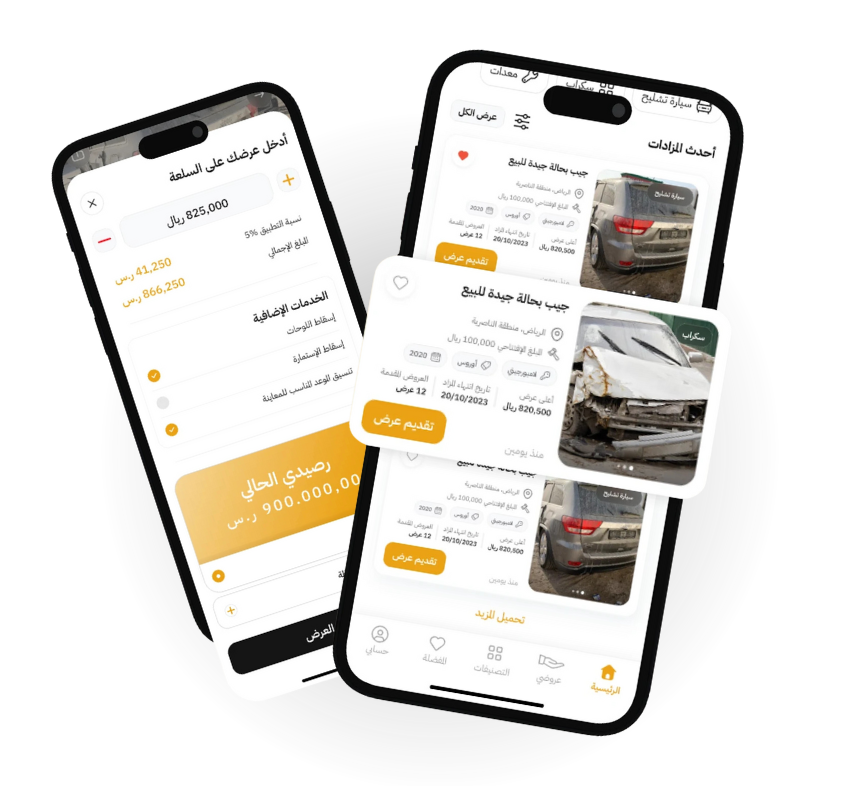 أدخل عرضك على السلعة
825,000 ريال
نسبة التطبيق 5%
41,250 ر.س
المبلغ الإجمالي
866,250 ر.س
الخدمات الإضافية
إسقاط اللوحات
إسقاط الإستمارة
تنسيق الوعد المناسب للمعاينة
رصيدي الحالي
900.000,00 ر.س
العرض
سيارة تشليح
سكراب
معدات
أحدث المزادات
عرض الكل
جيب بحالة جيدة للبيع
سيارة تشليح
الرياض، منطقة الناصرية
المبلغ الإفتتاحي 100,000 ريال
لامبورجيني
أوروس
2020
أعلى عرض
820,500 ريال
تاريخ انتهاء المزاد
20/10/2023
العروض المقدمة
12 عرض
تقديم عرض
منذ يومين
جيب بحالة جيدة للبيع
سكراب
الرياض، منطقة الناصرية
المبلغ الإفتتاحي 100,000 ريال
لامبورجيني
أوروس
2020
أعلى عرض
820,500 ريال
تاريخ انتهاء المزاد
20/10/2023
العروض المقدمة
12 عرض
تقديم عرض
منذ يومين
جيب بحالة جيدة للبيع
سيارة تشليح
الرياض، منطقة الناصرية
المبلغ الإفتتاحي 100,000 ريال
لامبورجيني
أوروس
2020
أعلى عرض
820,500 ريال
تاريخ انتهاء المزاد
20/10/2023
العروض المقدمة
12 عرض
تقديم عرض
منذ يومين
تحميل المزيد
الرئيسية
عروضي
التصنيفات
المفضلة
حسابي